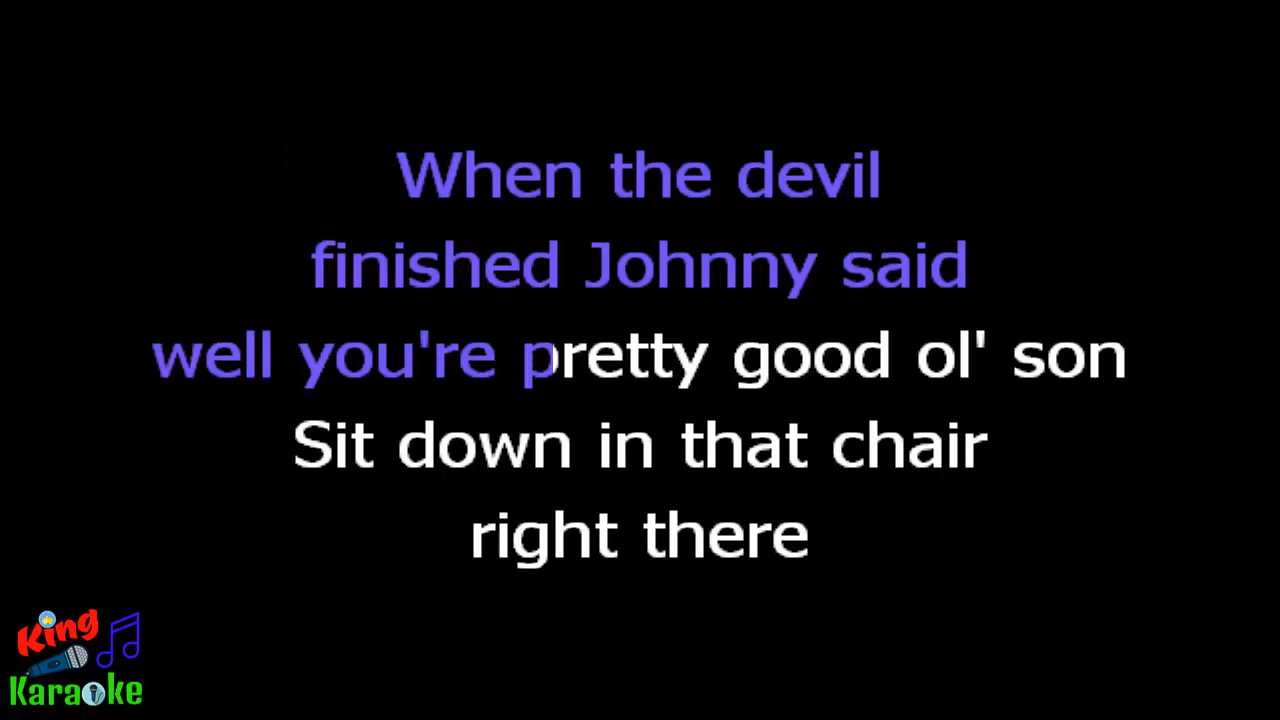 When the devil
finished Johnny said
well you're pretty good ol' son
Sit down in that chair
right there
King
Karaoke